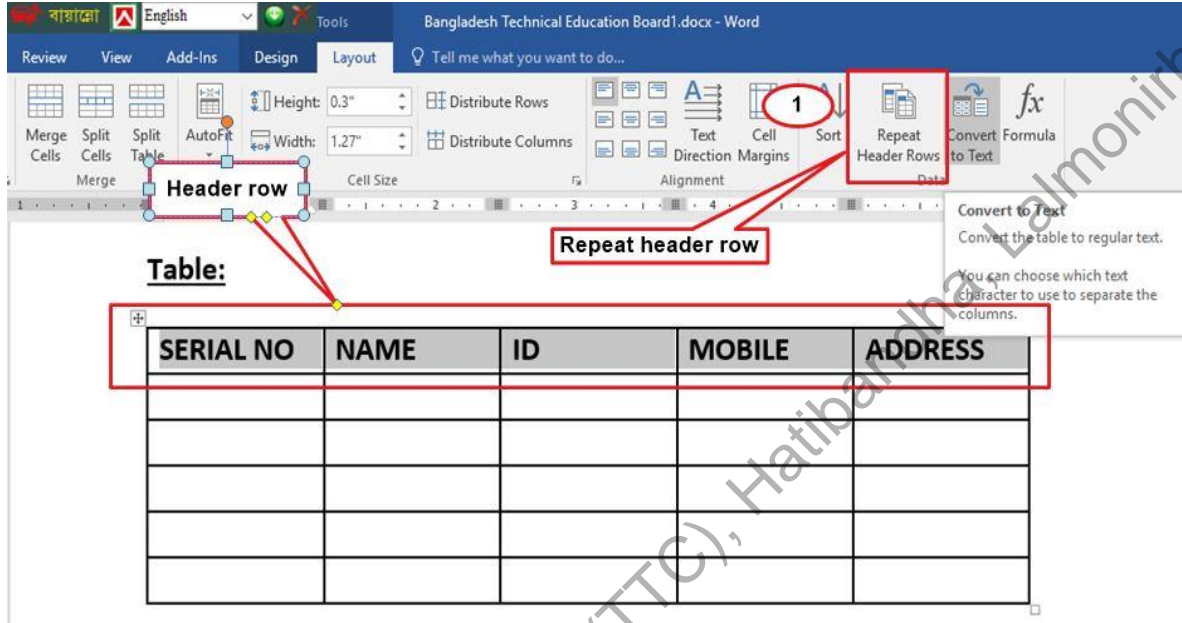 বায়ান্নো English Tools Bangladesh Technical Education Board1.docx - Word
Review View Add-Ins Design Layout Tell me what you want to do...
Height: 0.3" Distribute Rows
Width: 1.27" Distribute Columns
Merge Cells Split Cells Split Table AutoFit
Text Direction Cell Margins Sort Repeat Header Rows Convert to Text Formula
1
Merge Cell Size Alignment Data
Header row
1 2 3 4
Repeat header row
Convert to Text
Convert the table to regular text.
You can choose which text
character to use to separate the
columns.
Table:
SERIAL NO NAME ID MOBILE ADDRESS
TTC), Hatibandha, Lalmonirh